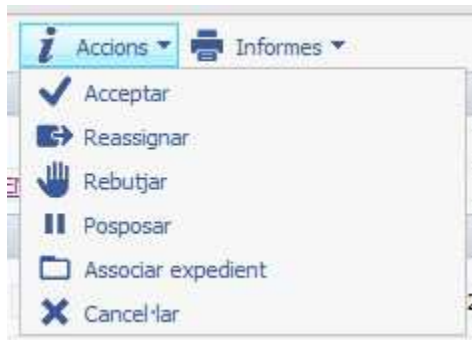 Accions Informes
Acceptar
Reassignar
Rebutjar
Posposar
Associar expedient
Cancel·lar